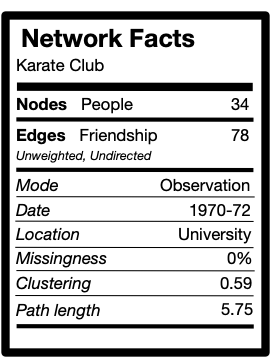 Network Facts
Karate Club
Nodes People 34
Edges Friendship 78
Unweighted, Undirected
Mode Observation
Date 1970-72
Location University
Missingness 0%
Clustering 0.59
Path length 5.75